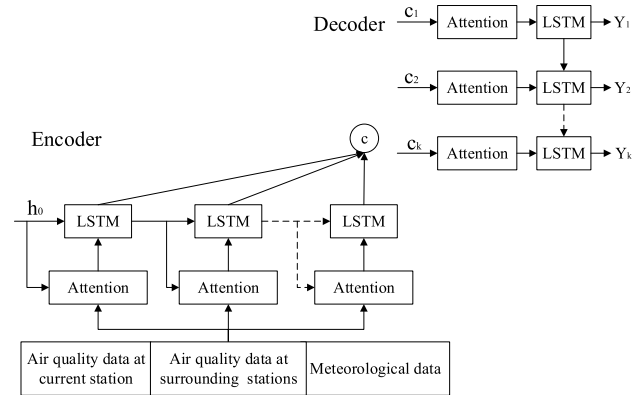 Decoder
c1 Attention LSTM Y1
c2 Attention LSTM Y2
ck Attention LSTM Yk
Encoder
c
h0
LSTM LSTM LSTM
Attention Attention Attention
Air quality data at current station
Air quality data at surrounding stations
Meteorological data